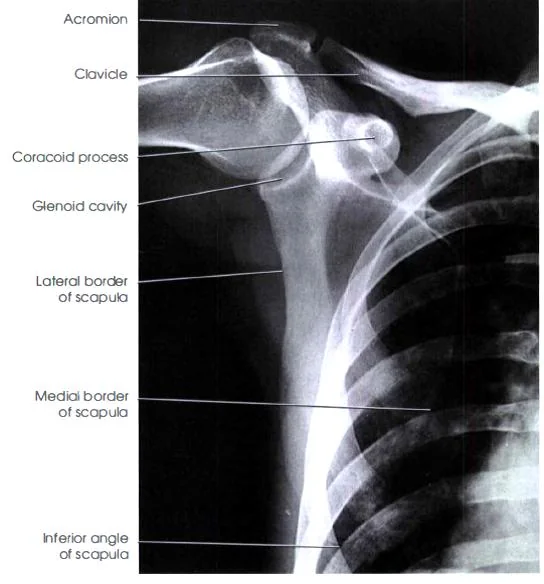 Acromion
Clavicle
Coracoid process
Glenoid cavity
Lateral border
of scapula
Medial border
of scapula
Inferior angle
of scapula